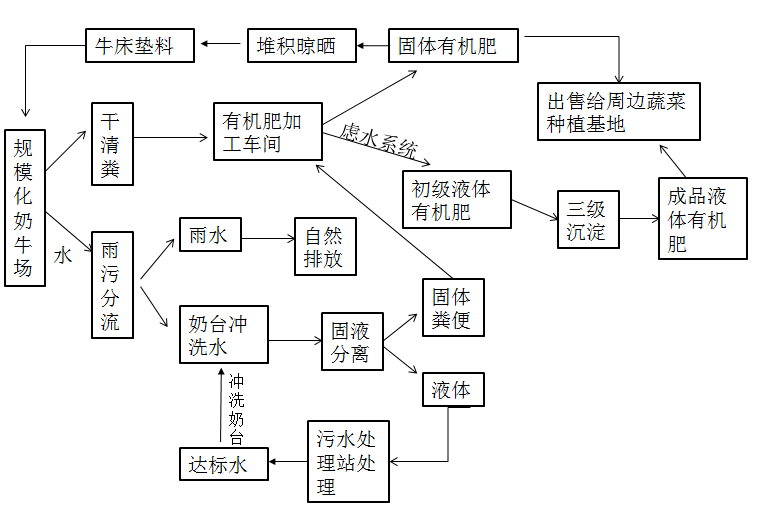 牛床垫料
堆积晾晒
固体有机肥
出售给周边蔬菜
种植基地
规
模
化
奶
牛
场
干
清
粪
有机肥加
工车间
虑水系统
初级液体
有机肥
三级
沉淀
成品液
体有机
肥
水
雨
污
分
流
雨水
自然
排放
奶台冲
洗水
固液
分离
固体
粪便
液体
冲
洗
奶
台
达标水
污水处
理站处
理